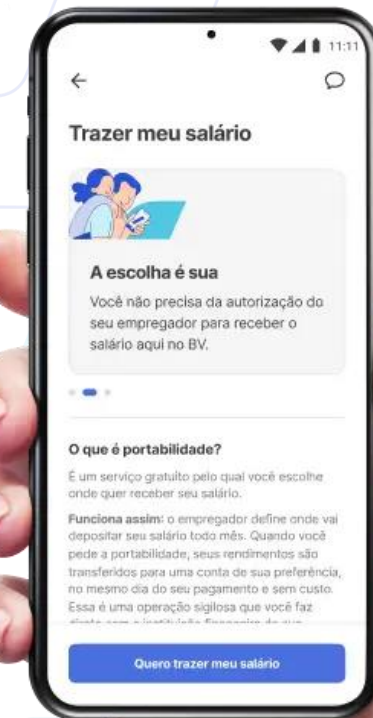 11:11
Trazer meu salário
A escolha é sua
Você não precisa da autorização do
seu empregador para receber o
salário aqui no BV.
O que é portabilidade?
É um serviço gratuito pelo qual você escolhe
onde quer receber seu salário.
Funciona assim: o empregador define onde vai
depositar seu salário todo mês. Quando você
pede a portabilidade, seus rendimentos são
transferidos para uma conta de sua preferência,
no mesmo dia do seu pagamento e sem custo.
Essa é uma operação sigilosa que você faz
Quero trazer meu salário